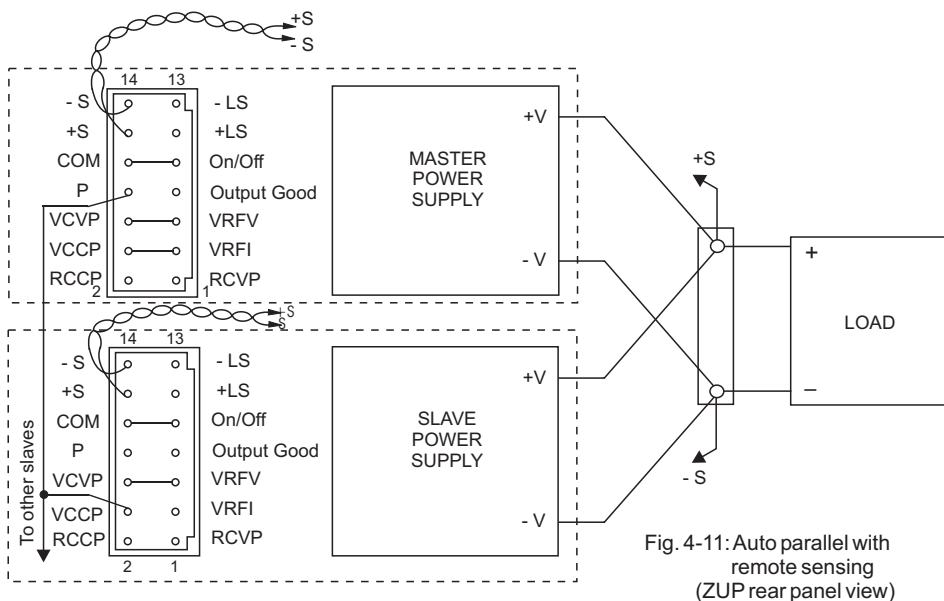 +S
- S
14 13
- S - LS
+S +LS
COM On/Off
P Output Good
VCVP VRFV
VCCP VRFI
RCCP RCVP
2 1
MASTER
POWER
SUPPLY
+V
- V
+S
+
LOAD
–
- S
S
14 13
- S - LS
+S +LS
COM On/Off
P Output Good
VCVP VRFV
VCCP VRFI
RCCP RCVP
2 1
To other slaves
SLAVE
POWER
SUPPLY
+V
- V
Fig. 4-11: Auto parallel with
remote sensing
(ZUP rear panel view)